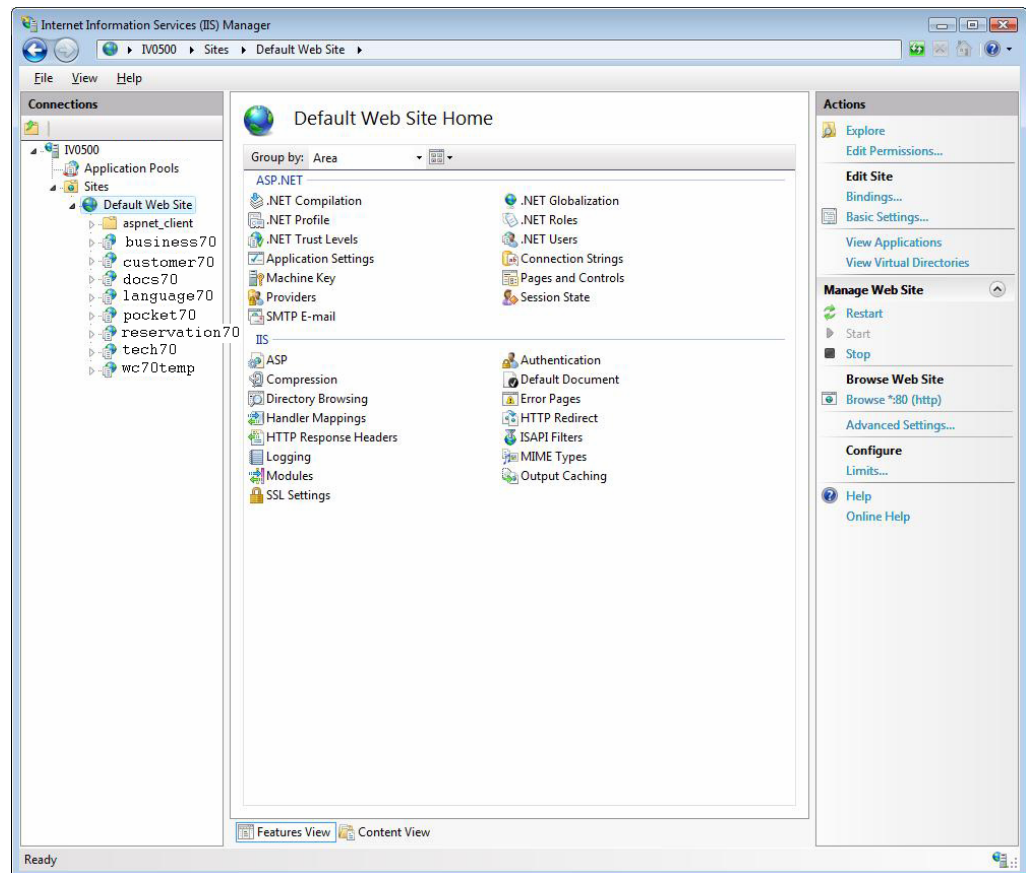 Internet Information Services (IIS) Manager
IV0500 Sites Default Web Site
File View Help
Connections
IV0500
Application Pools
Sites
Default Web Site
aspnet_client
business70
customer70
docs70
language70
pocket70
reservation70
tech70
wc70temp
Default Web Site Home
Group by: Area
ASP.NET
.NET Compilation .NET Globalization
.NET Profile .NET Roles
.NET Trust Levels .NET Users
Application Settings Connection Strings
Machine Key Pages and Controls
Providers Session State
SMTP E-mail
IIS
ASP Authentication
Compression Default Document
Directory Browsing Error Pages
Handler Mappings HTTP Redirect
HTTP Response Headers ISAPI Filters
Logging MIME Types
Modules Output Caching
SSL Settings
Features View Content View
Actions
Explore
Edit Permissions...
Edit Site
Bindings...
Basic Settings...
View Applications
View Virtual Directories
Manage Web Site
Restart
Start
Stop
Browse Web Site
Browse *:80 (http)
Advanced Settings...
Configure
Limits...
Help
Online Help
Ready